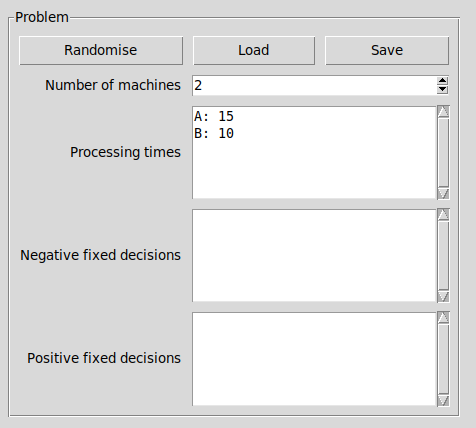 Problem
Randomise Load Save
Number of machines 2
Processing times
A: 15
B: 10
Negative fixed decisions
Positive fixed decisions